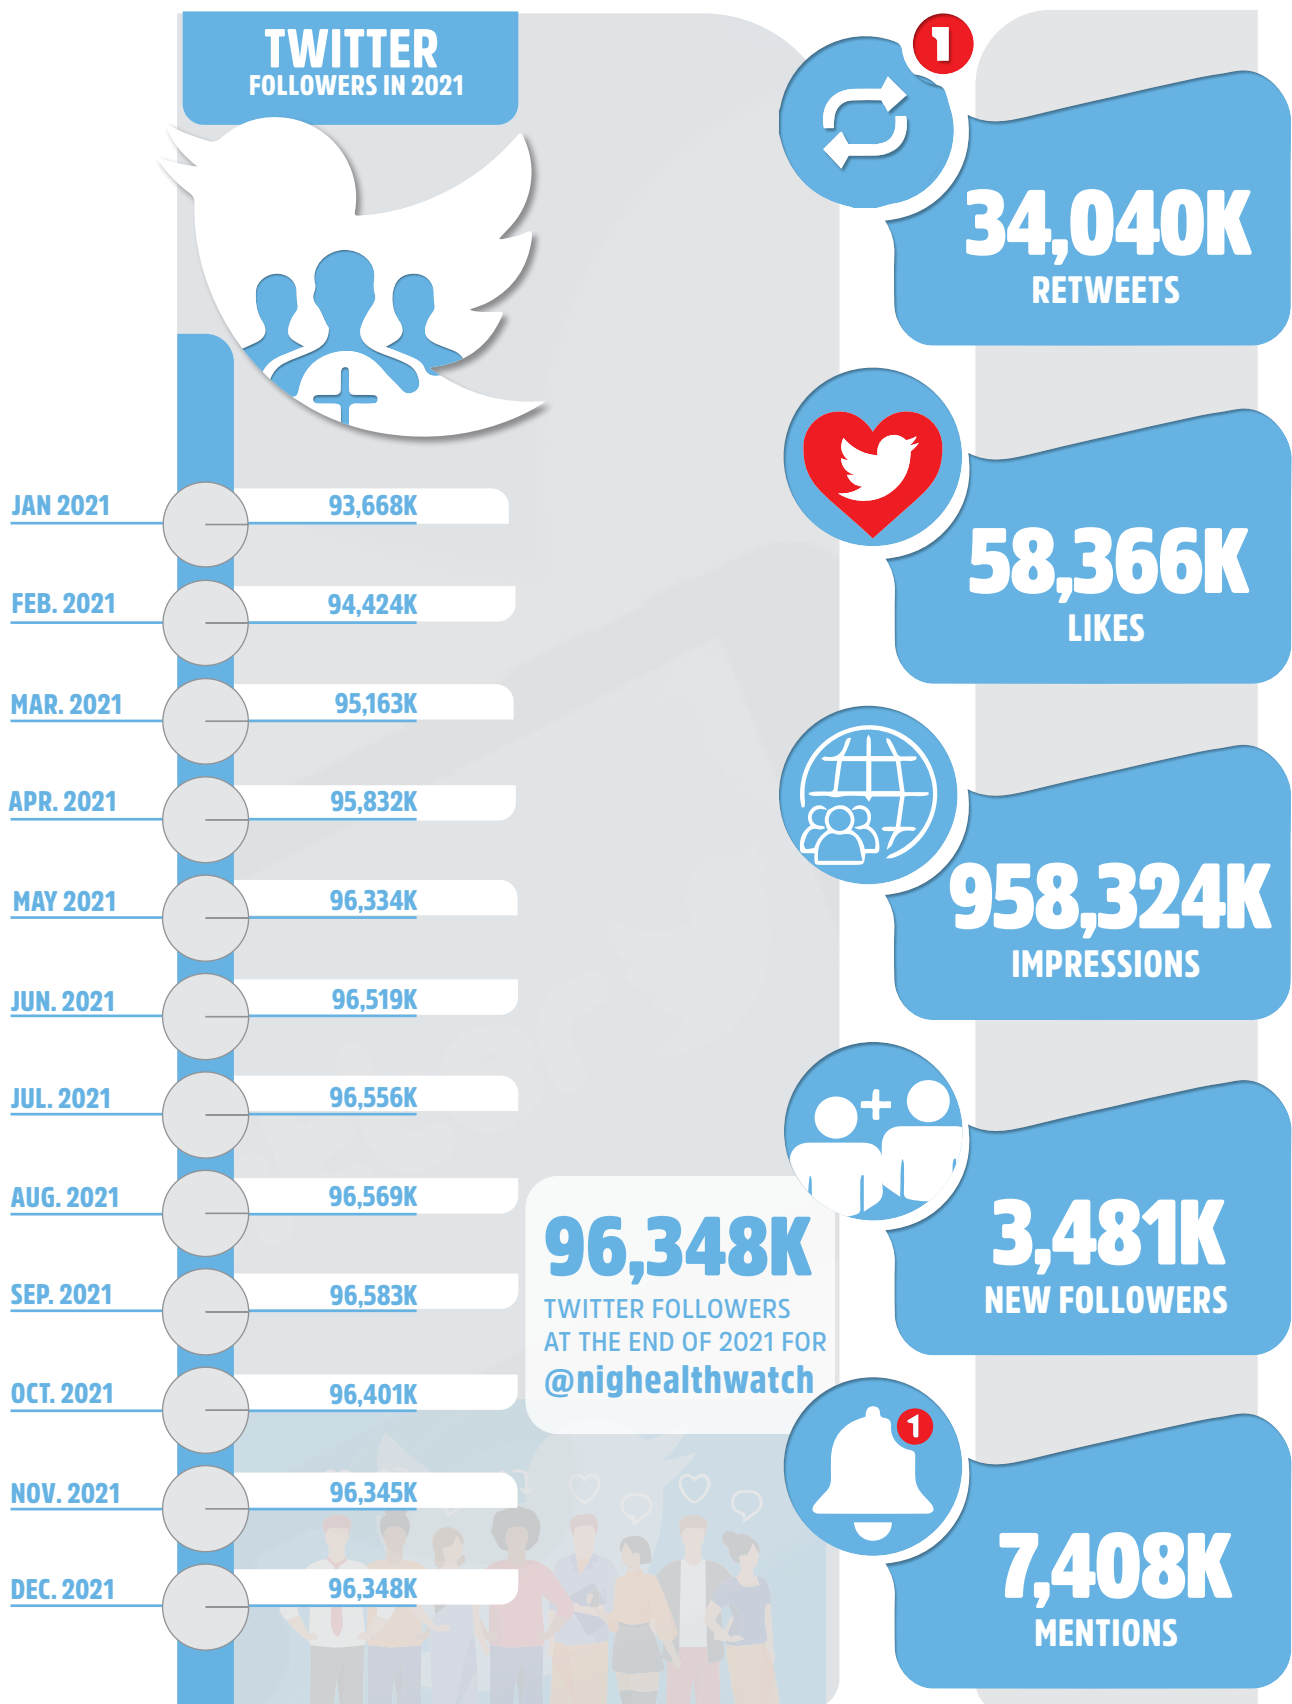 TWITTER
FOLLOWERS IN 2021
JAN 2021 93,668K
FEB. 2021 94,424K
MAR. 2021 95,163K
APR. 2021 95,832K
MAY 2021 96,334K
JUN. 2021 96,519K
JUL. 2021 96,556K
AUG. 2021 96,569K
SEP. 2021 96,583K
OCT. 2021 96,401K
NOV. 2021 96,345K
DEC. 2021 96,348K
96,348K
TWITTER FOLLOWERS
AT THE END OF 2021 FOR
@nighealthwatch
1
34,040K
RETWEETS
58,366K
LIKES
958,324K
IMPRESSIONS
3,481K
NEW FOLLOWERS
1
7,408K
MENTIONS